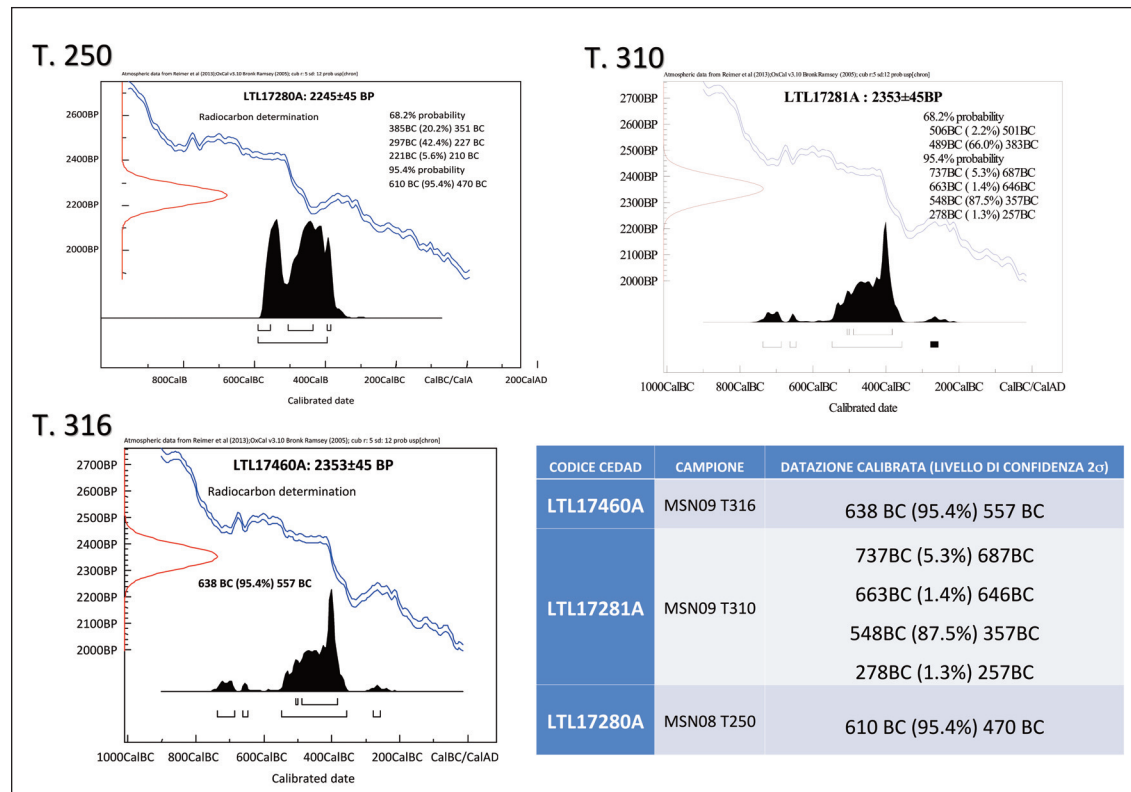 T. 250
Atmospheric data from Reimer et al (2013);OxCal v3.10 Bronk Ramsey (2005); cub r:5 sd: 12 prob usp[chron]
LTL17280A: 2245±45 BP
Radiocarbon determination
68.2% probability
385BC (20.2%) 351 BC
297BC (42.4%) 227 BC
221BC (5.6%) 210 BC
95.4% probability
610 BC (95.4%) 470 BC
2600BP
2400BP
2200BP
2000BP
800CalB
600CalBC
400CalB
200CalBC
CalBC/CalA
200CalAD
Calibrated date
T. 310
Atmospheric data from Reimer et al (2013);OxCal v3.10 Bronk Ramsey (2005); cub r:5 sd:12 prob usp[chron]
LTL17281A : 2353±45BP
68.2% probability
506BC ( 2.2%) 501BC
489BC (66.0%) 383BC
95.4% probability
737BC ( 5.3%) 687BC
663BC ( 1.4%) 646BC
548BC (87.5%) 357BC
278BC ( 1.3%) 257BC
2700BP
2600BP
2500BP
2400BP
2300BP
2200BP
2100BP
2000BP
1000CalBC
800CalBC
600CalBC
400CalBC
200CalBC
CalBC/CalAD
Calibrated date
T. 316
Atmospheric data from Reimer et al (2013);OxCal v3.10 Bronk Ramsey (2005); cub r: 5 sd: 12 prob usp[chron]
LTL17460A: 2353±45 BP
Radiocarbon determination
638 BC (95.4%) 557 BC
2700BP
2600BP
2500BP
2400BP
2300BP
2200BP
2100BP
2000BP
1000CalBC
800CalBC
600CalBC
400CalBC
200CalBC
CalBC/CalAD
Calibrated date
CODICE CEDAD CAMPIONE DATAZIONE CALIBRATA (LIVELLO DI CONFIDENZA 2σ)
LTL17460A MSN09 T316 638 BC (95.4%) 557 BC
LTL17281A MSN09 T310 737BC (5.3%) 687BC
663BC (1.4%) 646BC
548BC (87.5%) 357BC
278BC (1.3%) 257BC
LTL17280A MSN08 T250 610 BC (95.4%) 470 BC